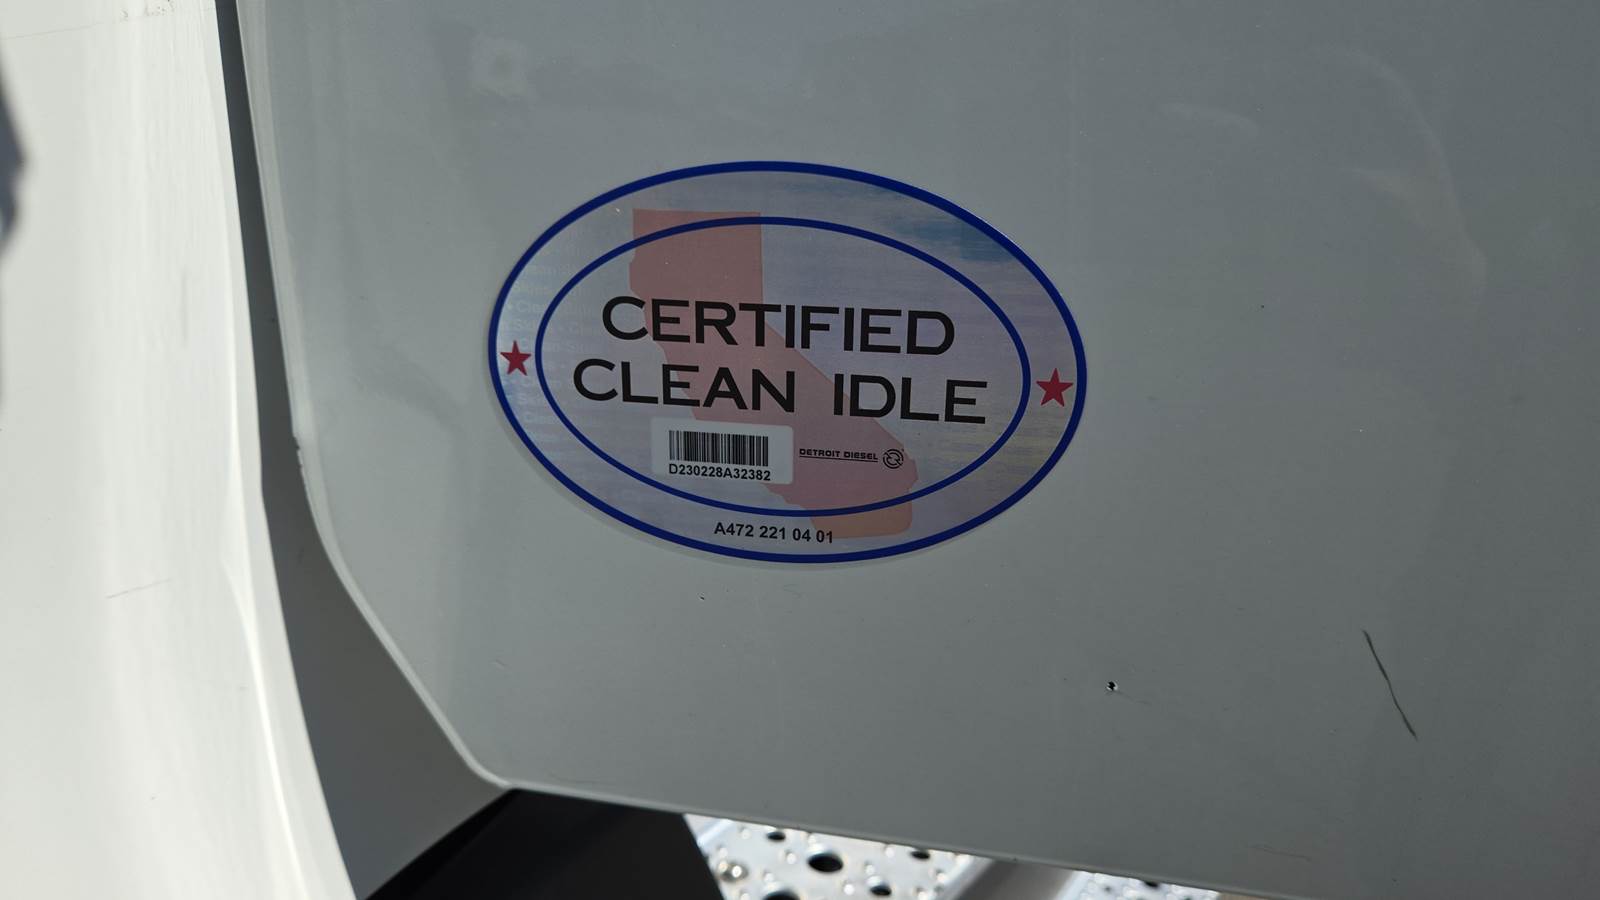 CERTIFIED
CLEAN IDLE
D230228A32382
DETROIT DIESEL
A472 221 04 01